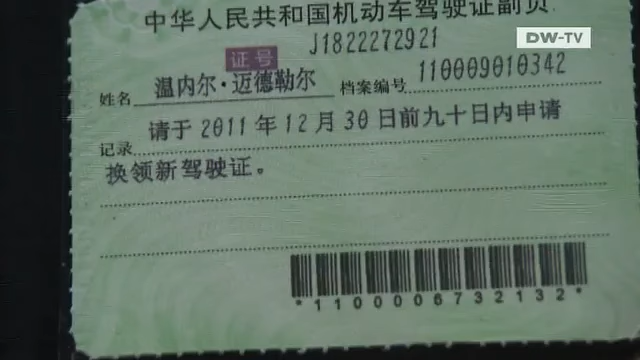 中华人民共和国机动车驾驶证副页
DW-TV
证号 J1822272921
姓名 温内尔·迈德勒尔 档案编号 110009010342
记录 请于 2011 年 12 月 30 日前九十日内申请
换领新驾驶证。
*1100006732132*